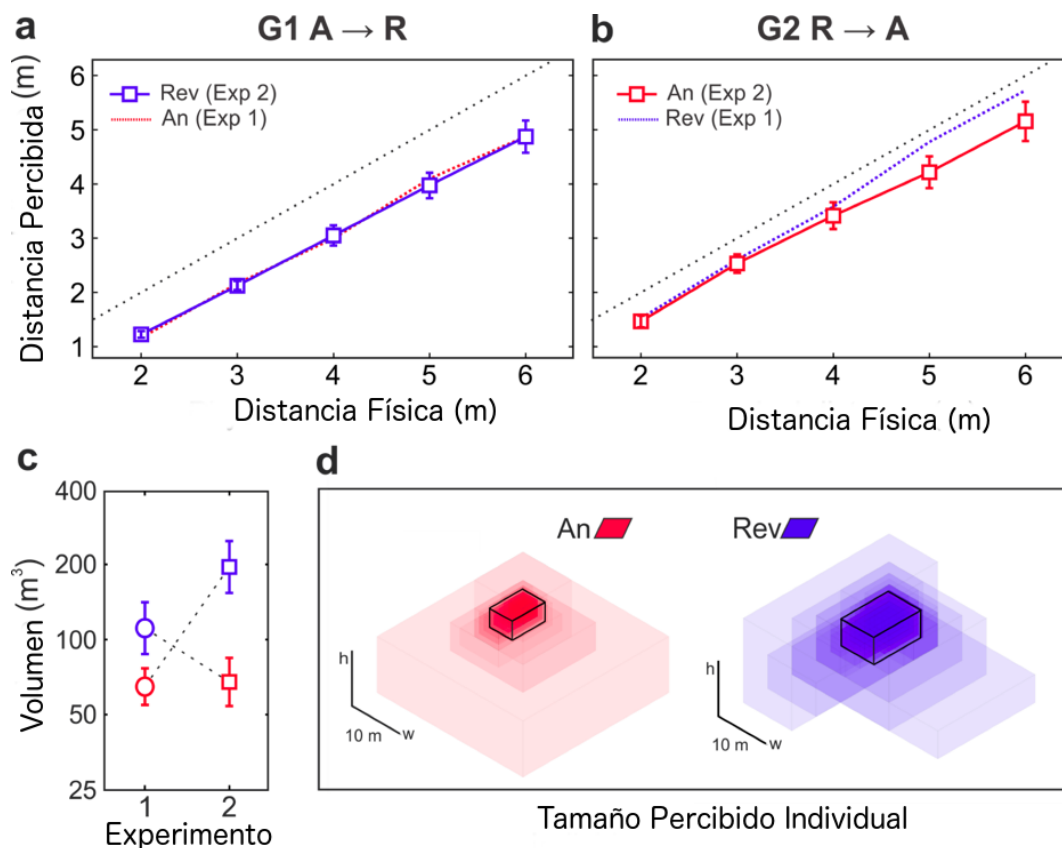 a G1 A → R
Distancia Percibida (m)
6
5
4
3
2
1
Rev (Exp 2)
An (Exp 1)
2 3 4 5 6
Distancia Física (m)
b G2 R → A
An (Exp 2)
Rev (Exp 1)
2 3 4 5 6
Distancia Física (m)
c
Volumen (m³)
400
200
100
50
25
1 2
Experimento
d
An
Rev
h
10 m w
h
10 m w
Tamaño Percibido Individual